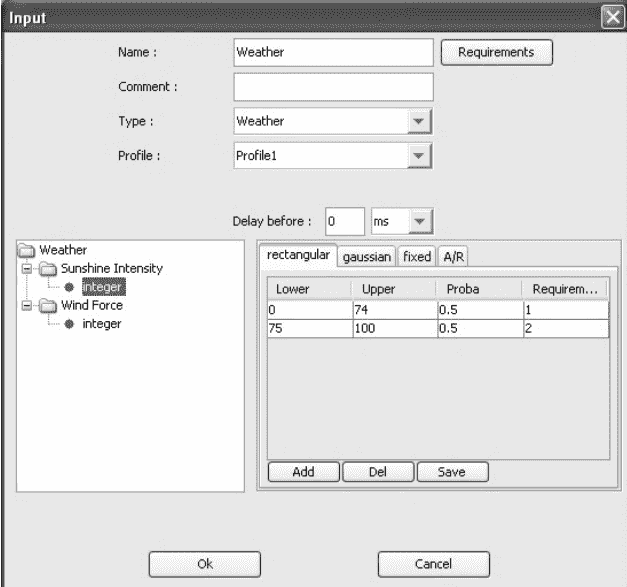 Input
Name : Weather Requirements
Comment :
Type : Weather
Profile : Profile1
Delay before : 0 ms
Weather
Sunshine Intensity
integer
Wind Force
integer
rectangular gaussian fixed A/R
Lower Upper Proba Requirem...
0 74 0.5 1
75 100 0.5 2
Add Del Save
Ok Cancel